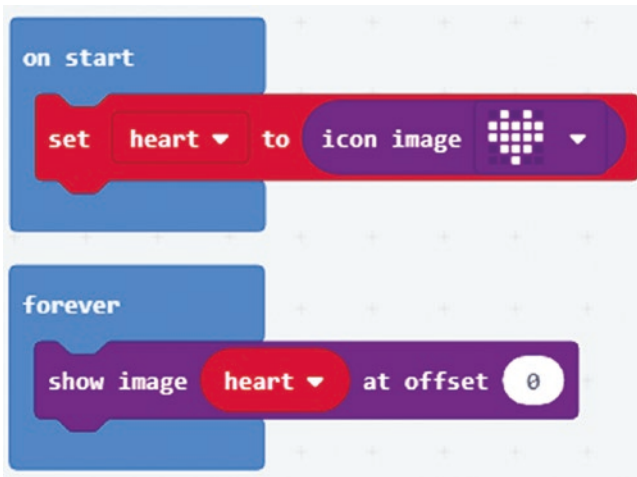 on start
set heart to icon image
forever
show image heart at offset 0